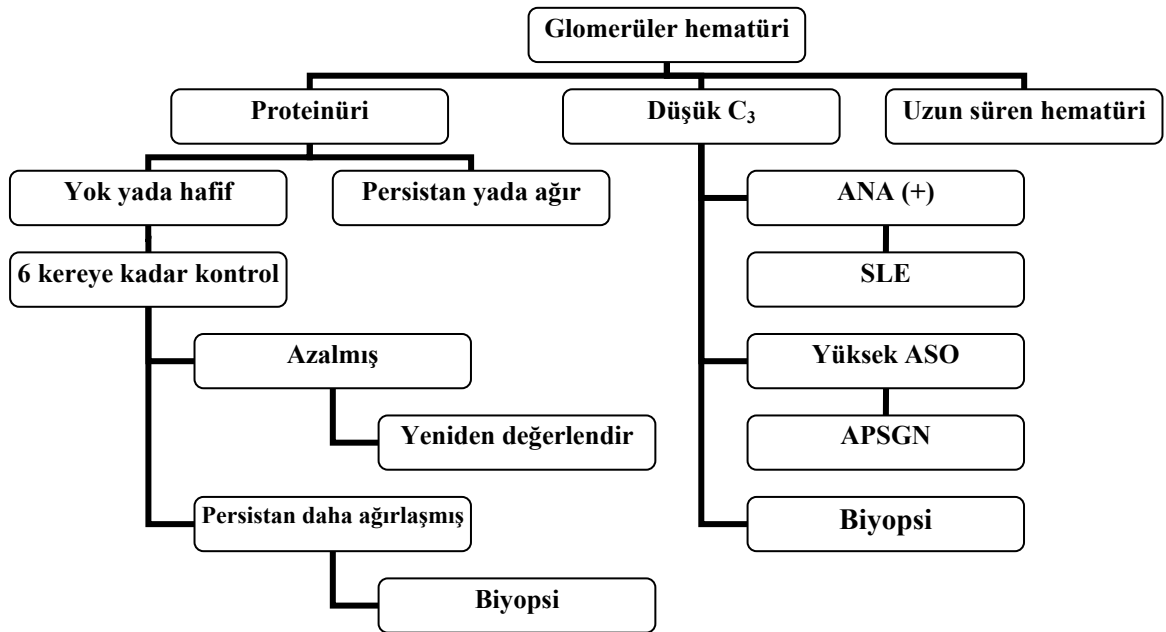 Glomerüler hematüri
Proteinüri
Düşük C₃
Uzun süren hematüri
Yok yada hafif
Persistan yada ağır
ANA (+)
6 kereye kadar kontrol
SLE
Azalmış
Yüksek ASO
Yeniden değerlendir
APSGN
Persistan daha ağırlaşmış
Biyopsi
Biyopsi